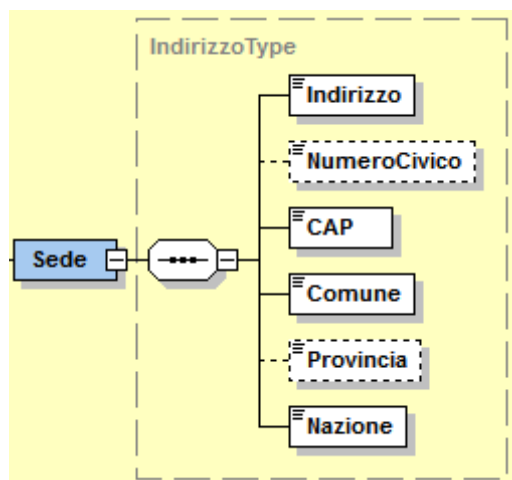 IndirizzoType
Indirizzo
NumeroCivico
CAP
Sede
Comune
Provincia
Nazione